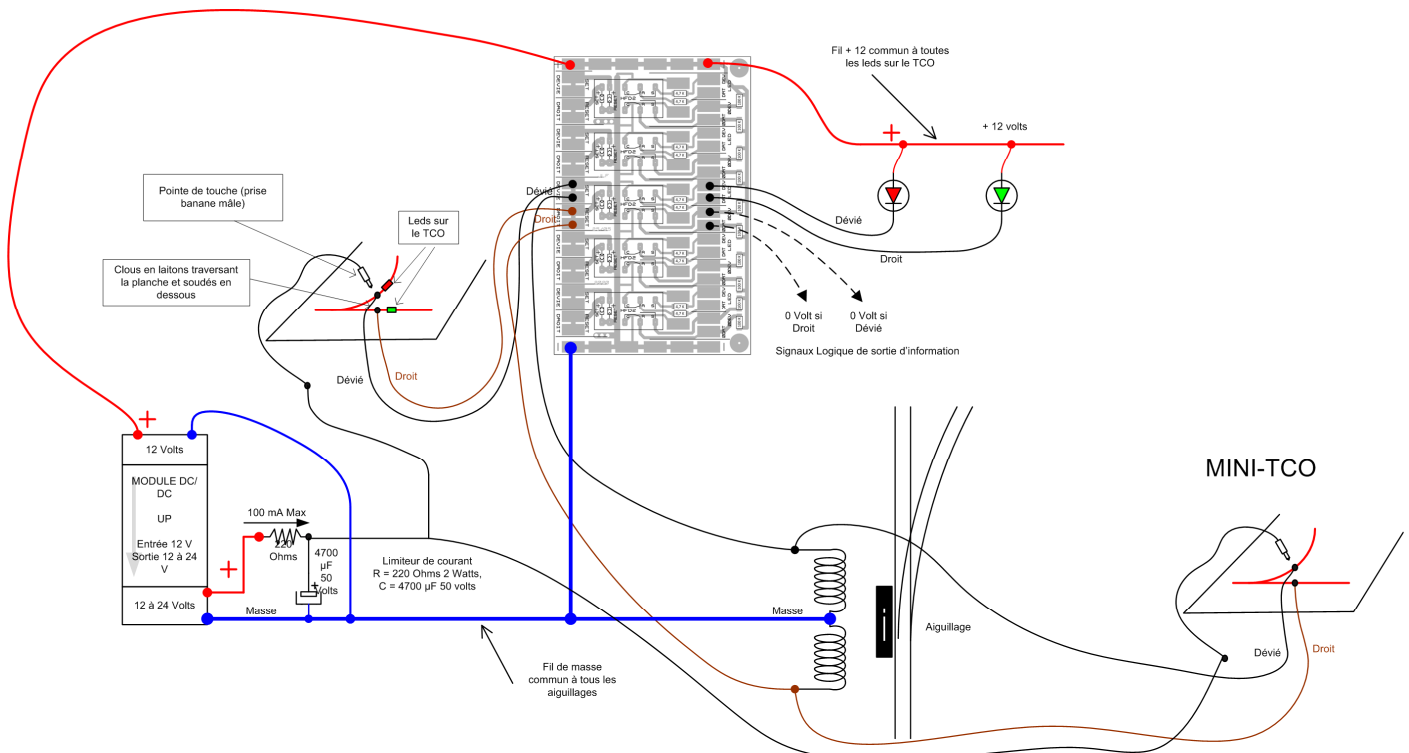 Fil + 12 commun à toutes
les leds sur le TCO
+ 12 volts
Pointe de touche (prise
banane mâle)
Leds sur
le TCO
Clous en laitons traversant
la planche et soudés en
dessous
Dévié
Droit
Dévié
Droit
0 Volt si
Droit
0 Volt si
Dévié
Signaux Logique de sortie d'information
Dévié
Droit
12 Volts
MODULE DC/
DC
UP
Entrée 12 V
Sortie 12 à 24
V
12 à 24 Volts
100 mA Max
220
Ohms
4700
µF
50
Volts
Limiteur de courant
R = 220 Ohms 2 Watts,
C = 4700 µF 50 volts
Masse
Masse
Aiguillage
Fil de masse
commun à tous les
aiguillages
MINI-TCO
Dévié
Droit